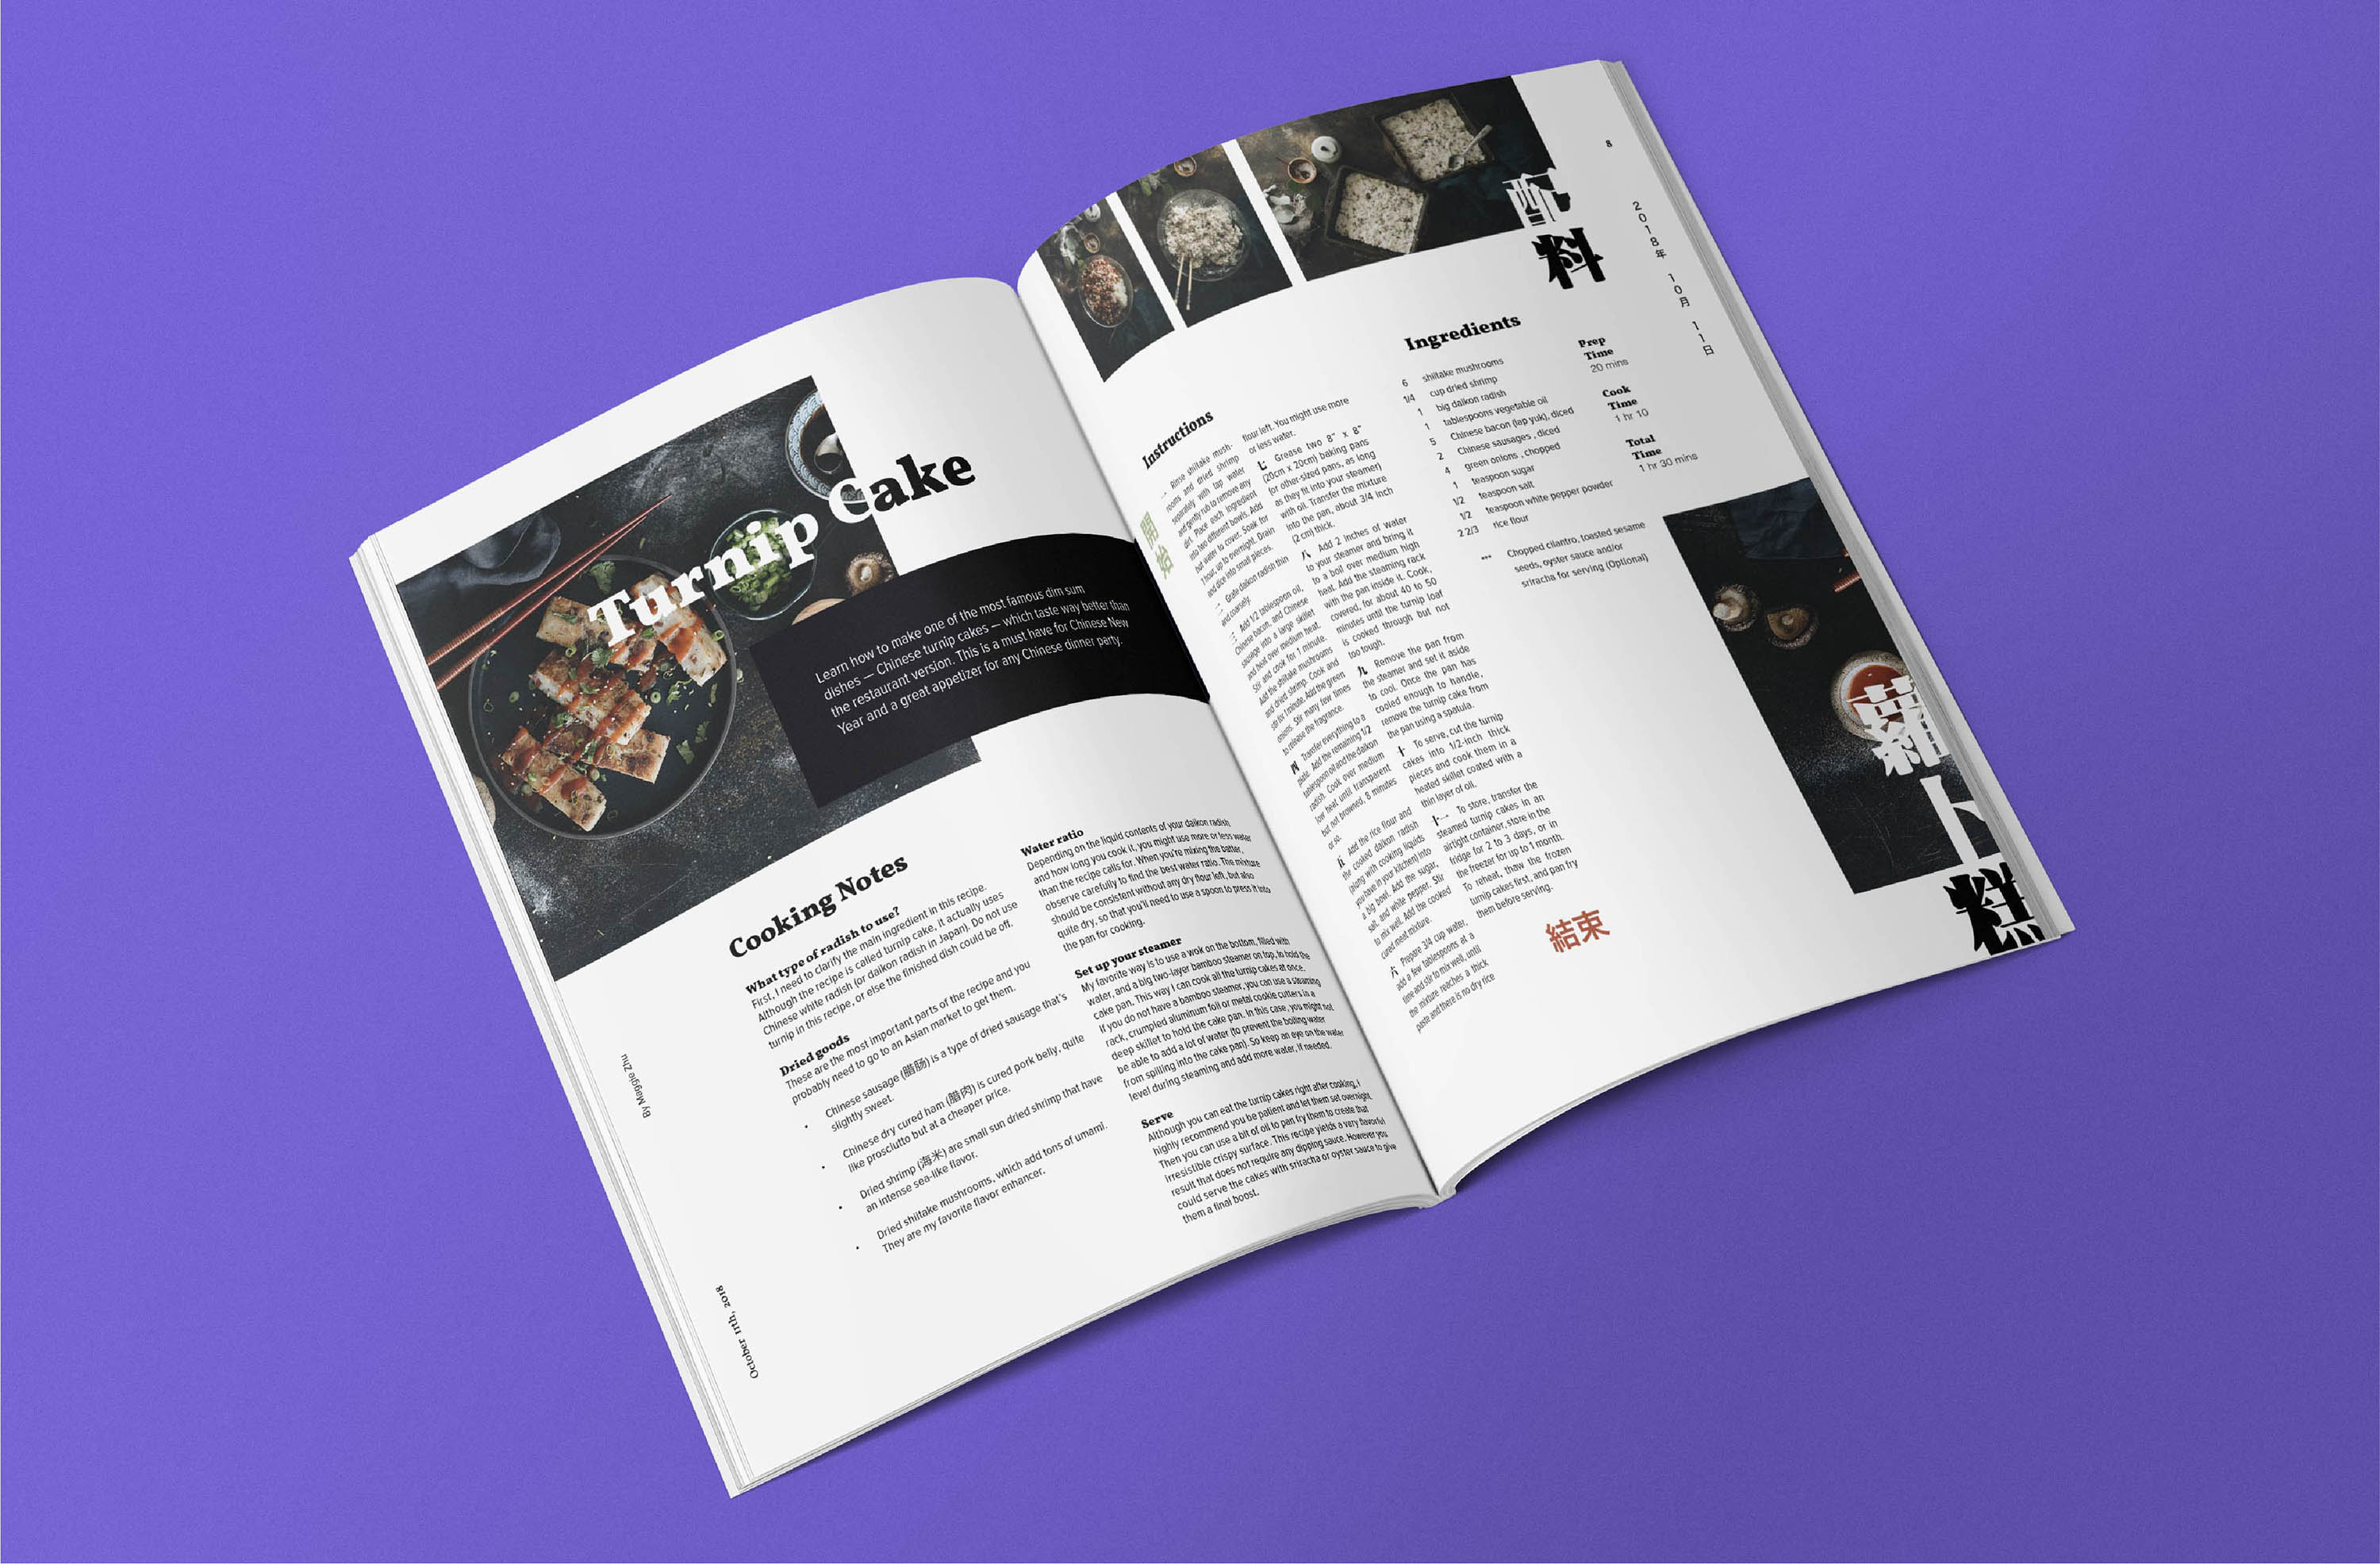 Turnip Cake
Learn how to make one of the most famous dim sum
dishes — Chinese turnip cakes — which taste way better than
the restaurant version. This is a must have for Chinese New
Year and a great appetizer for any Chinese dinner party.
Cooking Notes
What type of radish to use?
First, I need to clarify the main ingredient in this recipe.
Although the recipe is called turnip cake, it actually uses
Chinese white radish (or daikon radish in Japan). Do not use
turnip in this recipe, or else the finished dish could be off.
Dried goods
These are the most important parts of the recipe and you
probably need to go to an Asian market to get them.
• Chinese sausage (腊肠) is a type of dried sausage that's
slightly sweet.
• Chinese dry cured ham (腊肉) is cured pork belly, quite
like prosciutto but at a cheaper price.
• Dried shrimp (海米) are small sun dried shrimp that have
an intense sea-like flavor.
• Dried shiitake mushrooms, which add tons of umami.
They are my favorite flavor enhancer.
Water ratio
Depending on the liquid contents of your daikon radish
and how long you cook it, you might use more or less water
than the recipe calls for. When you're mixing the batter,
observe carefully to find the best water ratio. The mixture
should be consistent without any dry flour left, but also
quite dry, so that you'll need to use a spoon to press it into
the pan for cooking.
Set up your steamer
My favorite way is to use a wok on the bottom, filled with
water, and a big two-layer bamboo steamer on top, to hold the
cake pan. This way I can cook all the turnip cakes at once.
If you do not have a bamboo steamer, you can use a steaming
rack, crumpled aluminum foil or metal cookie cutters in a
deep skillet to hold the cake pan. In this case, you might not
be able to add a lot of water (to prevent the boiling water
from spilling into the cake pan). So keep an eye on the water
level during steaming and add more water, if needed.
Serve
Although you can eat the turnip cakes right after cooking, I
highly recommend you be patient and let them set overnight.
Then you can use a bit of oil to pan fry them to create that
irresistible crispy surface. This recipe yields a very flavorful
result that does not require any dipping sauce. However you
could serve the cakes with sriracha or oyster sauce to give
them a final boost.
By Maggie Zhu
October 11th, 2018
8
2018年 10月 11日
配料
Instructions
開始
一 Rinse shiitake mush-
rooms and dried shrimp
separately with tap water
and gently rub to remove any
dirt. Place each ingredient
into two different bowls. Add
hot water to cover. Soak for
1 hour, up to overnight. Drain
and dice into small pieces.
二 Grate daikon radish thin
and coarsely.
三 Add 1/2 tablespoon oil,
Chinese bacon, and Chinese
sausage into a large skillet
and heat over medium heat.
Stir and cook for 1 minute.
Add the shiitake mushrooms
and dried shrimp. Cook and
stir for 1 minute. Add the green
onions. Stir many few times
to release the fragrance.
四 Transfer everything to a
plate. Add the remaining 1/2
tablespoon oil and the daikon
radish. Cook over medium
low heat until transparent
but not browned, 8 minutes
or so.
五 Add the rice flour and
the cooked daikon radish
(along with cooking liquids
you have in your kitchen) into
a big bowl. Add the sugar,
salt, and white pepper. Stir
to mix well. Add the cooked
cured meat mixture.
六 Prepare 3/4 cup water,
add a few tablespoons at a
time and stir to mix well, until
the mixture reaches a thick
paste and there is no dry rice
flour left. You might use more
or less water.
七 Grease two 8” x 8”
(20cm x 20cm) baking pans
(or other-sized pans, as long
as they fit into your steamer)
with oil. Transfer the mixture
into the pan, about 3/4 inch
(2 cm) thick.
八 Add 2 inches of water
to your steamer and bring it
to a boil over medium high
heat. Add the steaming rack
with the pan inside it. Cook,
covered, for about 40 to 50
minutes until the turnip loaf
is cooked through but not
too tough.
九 Remove the pan from
the steamer and set it aside
to cool. Once the pan has
cooled enough to handle,
remove the turnip cake from
the pan using a spatula.
十 To serve, cut the turnip
cakes into 1/2-inch thick
pieces and cook them in a
heated skillet coated with a
thin layer of oil.
十一 To store, transfer the
steamed turnip cakes in an
airtight container, store in the
fridge for 2 to 3 days, or in
the freezer for up to 1 month.
To reheat, thaw the frozen
turnip cakes first, and pan fry
them before serving.
結束
Ingredients
6 shiitake mushrooms
1/4 cup dried shrimp
1 big daikon radish
1 tablespoons vegetable oil
5 Chinese bacon (lap yuk), diced
2 Chinese sausages , diced
4 green onions , chopped
1 teaspoon sugar
1/2 teaspoon salt
1/2 teaspoon white pepper powder
2 2/3 rice flour
... Chopped cilantro, toasted sesame
seeds, oyster sauce and/or
sriracha for serving (Optional)
Prep
Time
20 mins
Cook
Time
1 hr 10
Total
Time
1 hr 30 mins
蘿卜糕